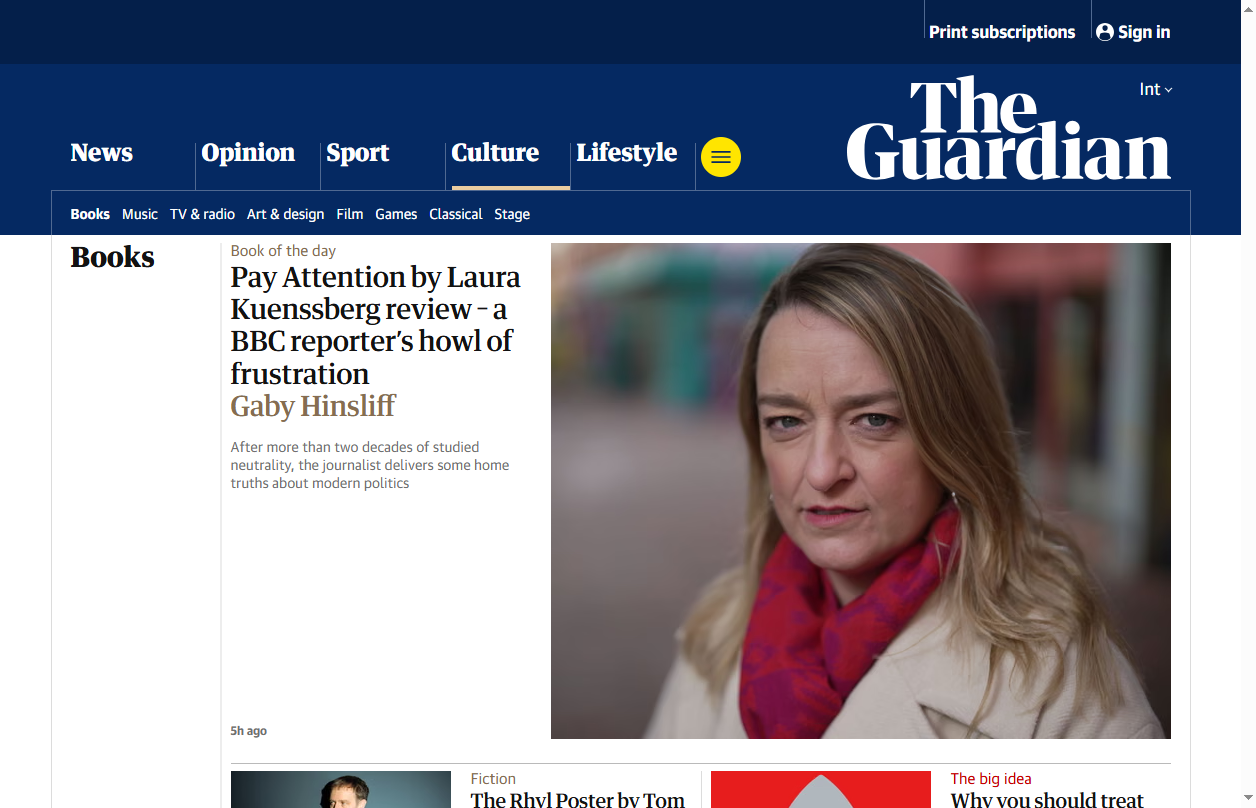 Print subscriptions
Sign in
Int
The
Guardian
News
Opinion
Sport
Culture
Lifestyle
Books Music TV & radio Art & design Film Games Classical Stage
Books
Book of the day
Pay Attention by Laura
Kuenssberg review – a
BBC reporter’s howl of
frustration
Gaby Hinsliff
After more than two decades of studied
neutrality, the journalist delivers some home
truths about modern politics
5h ago
Fiction
The Rhyl Poster by Tom
The big idea
Why you should treat